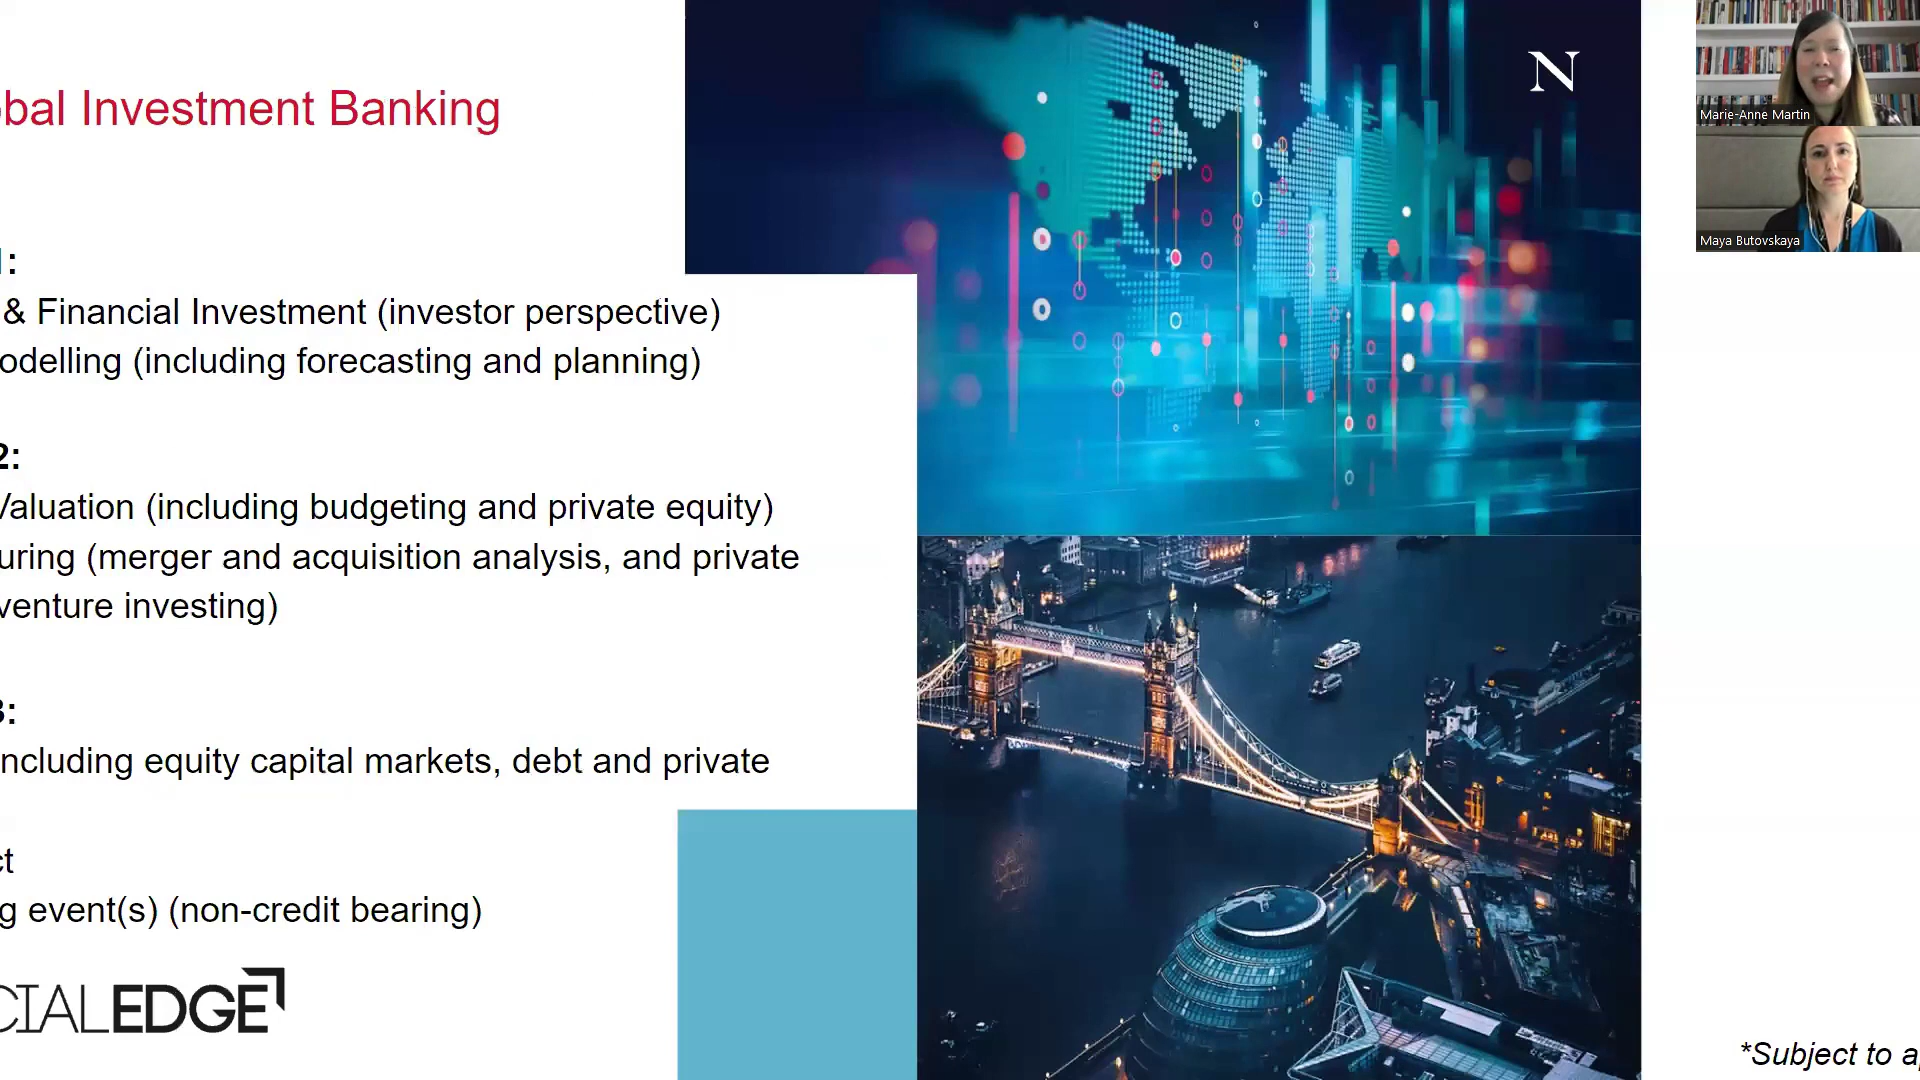 bal Investment Banking
N
Marie-Anne Martin
Maya Butovskaya
:
& Financial Investment (investor perspective)
odelling (including forecasting and planning)
2:
Valuation (including budgeting and private equity)
uring (merger and acquisition analysis, and private
venture investing)
3:
ncluding equity capital markets, debt and private
ct
g event(s) (non-credit bearing)
CIALEDGE
*Subject to a